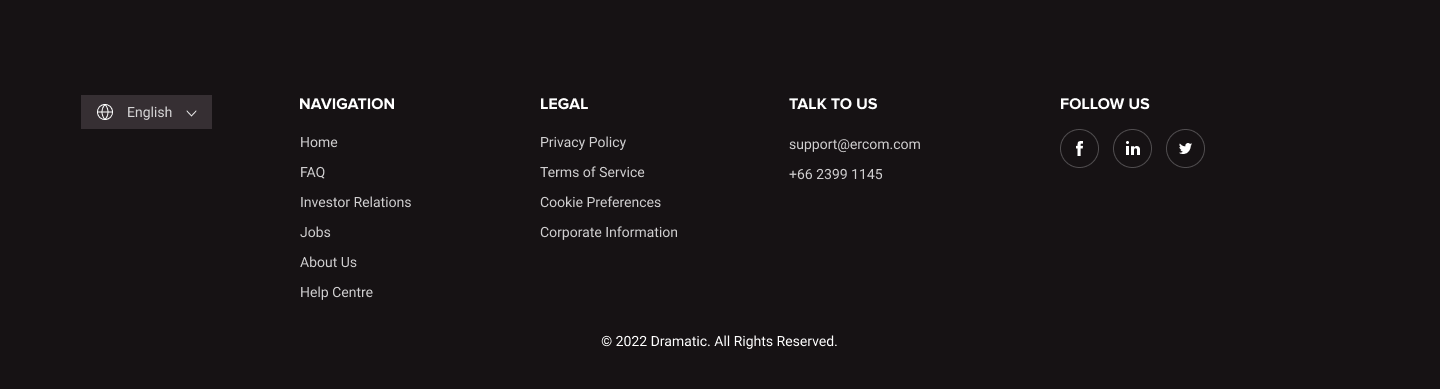 English
NAVIGATION
Home
FAQ
Investor Relations
Jobs
About Us
Help Centre
LEGAL
Privacy Policy
Terms of Service
Cookie Preferences
Corporate Information
TALK TO US
support@ercom.com
+66 2399 1145
FOLLOW US
© 2022 Dramatic. All Rights Reserved.